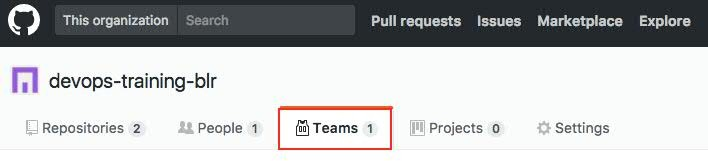 This organization Search Pull requests Issues Marketplace Explore
devops-training-blr
Repositories 2 People 1 Teams 1 Projects 0 Settings